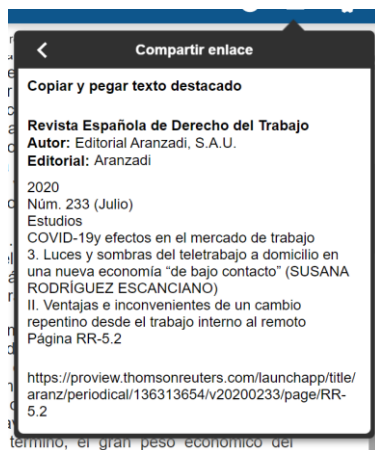 Compartir enlace
Copiar y pegar texto destacado
Revista Española de Derecho del Trabajo
Autor: Editorial Aranzadi, S.A.U.
Editorial: Aranzadi
2020
Núm. 233 (Julio)
Estudios
COVID-19y efectos en el mercado de trabajo
3. Luces y sombras del teletrabajo a domicilio en
una nueva economía “de bajo contacto” (SUSANA
RODRÍGUEZ ESCANCIANO)
II. Ventajas e inconvenientes de un cambio
repentino desde el trabajo interno al remoto
Página RR-5.2
https://proview.thomsonreuters.com/launchapp/title/
aranz/periodical/136313654/v20200233/page/RR-
5.2
término, el gran peso económico del